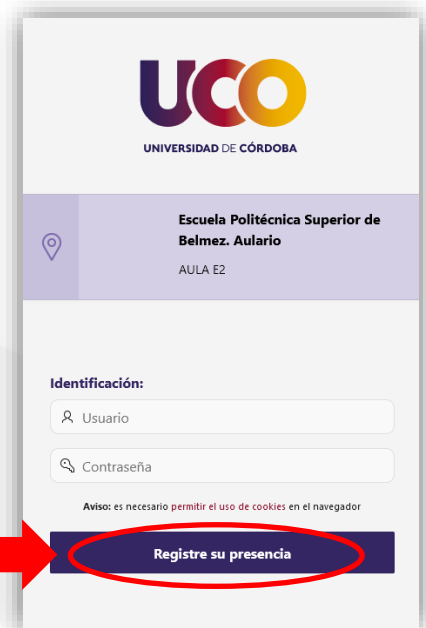 UCO
UNIVERSIDAD DE CÓRDOBA
Escuela Politécnica Superior de
Belmez. Aulario
AULA E2
Identificación:
Usuario
Contraseña
Aviso: es necesario permitir el uso de cookies en el navegador
Registre su presencia